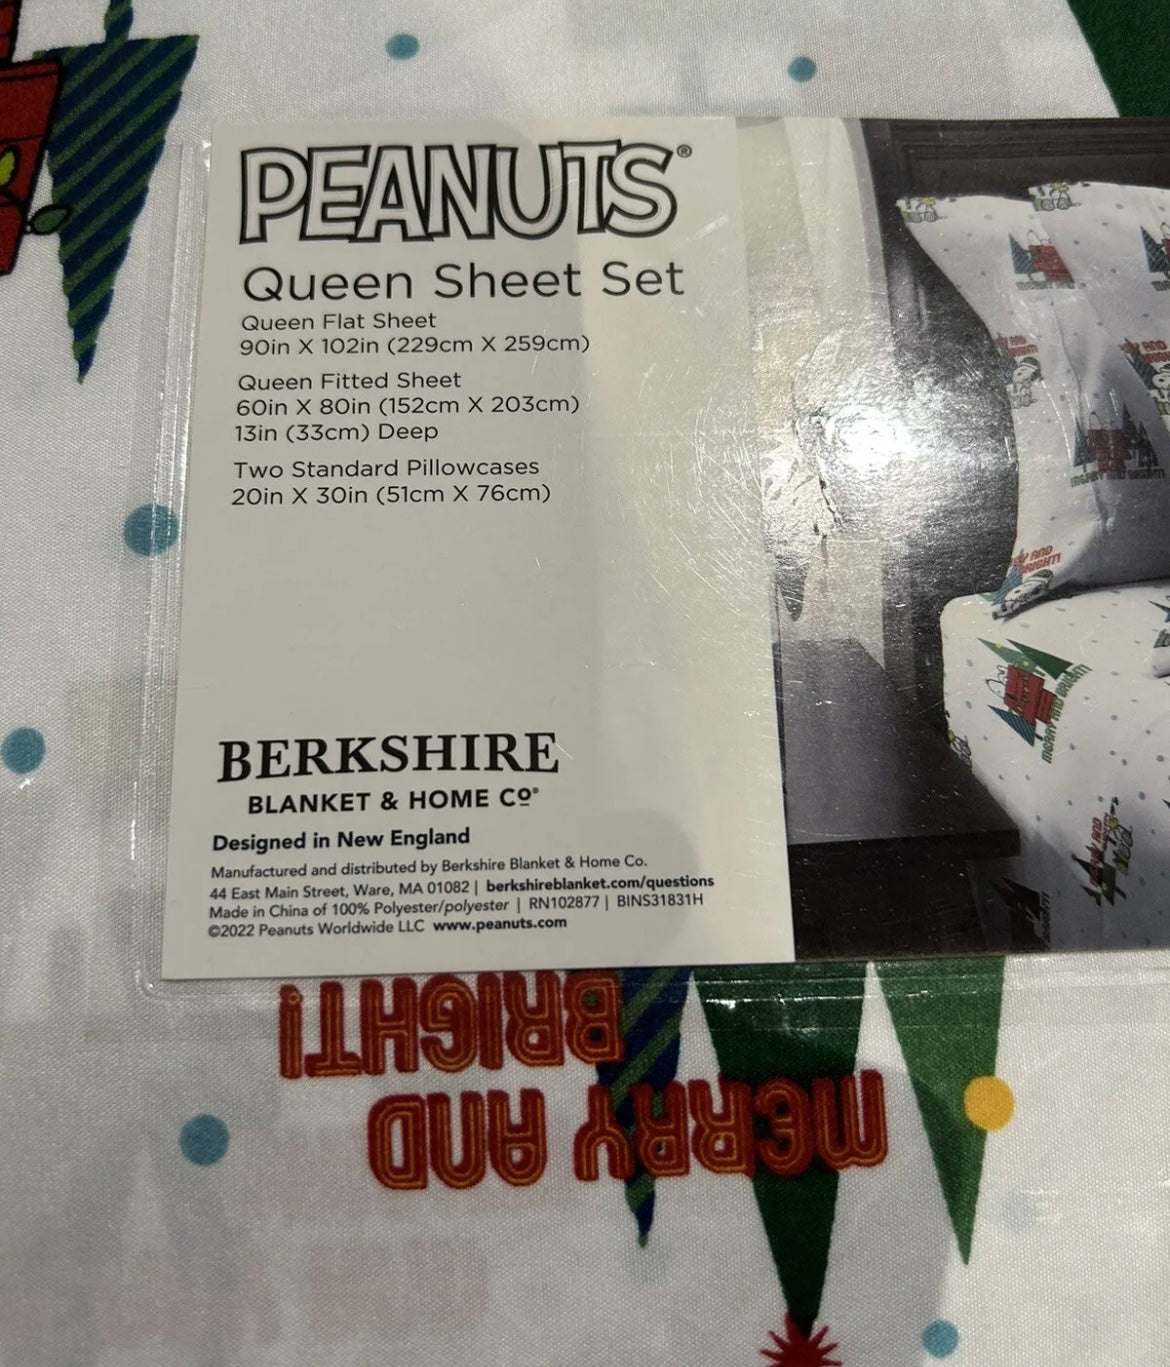 PEANUTS®
Queen Sheet Set
Queen Flat Sheet
90in X 102in (229cm X 259cm)
Queen Fitted Sheet
60in X 80in (152cm X 203cm)
13in (33cm) Deep
Two Standard Pillowcases
20in X 30in (51cm X 76cm)
BERKSHIRE
BLANKET & HOME Cº®
Designed in New England
Manufactured and distributed by Berkshire Blanket & Home Co.
44 East Main Street, Ware, MA 01082 | berkshireblanket.com/questions
Made in China of 100% Polyester/polyester | RN102877 | BINS31831H
©2022 Peanuts Worldwide LLC www.peanuts.com
MERRY AND
BRIGHT!
MERRY AND BRIGHT!